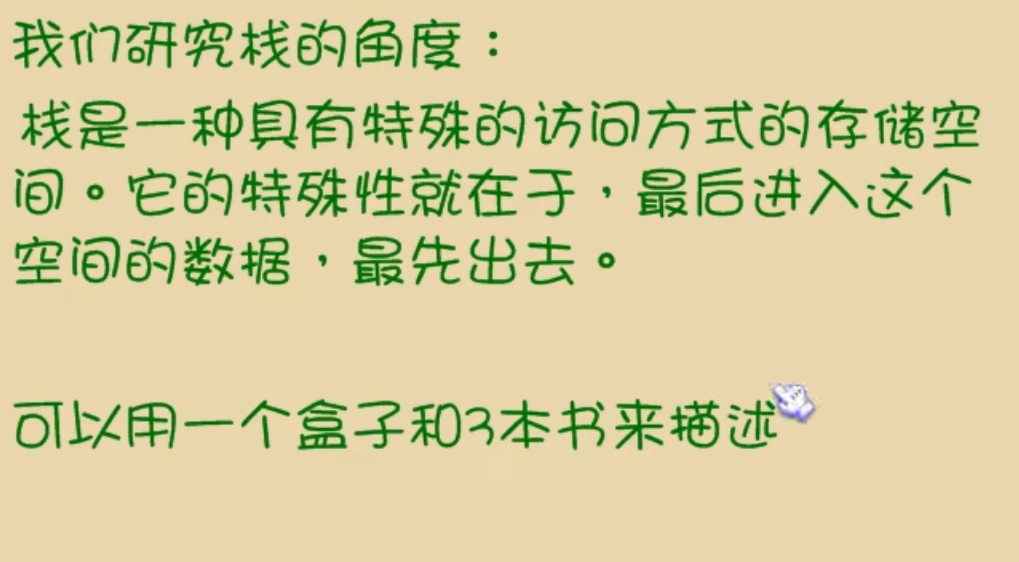 我们研究栈的角度：
栈是一种具有特殊的访问方式的存储空
间。它的特殊性就在于，最后进入这个
空间的数据，最先出去。
可以用一个盒子和3本书来描述